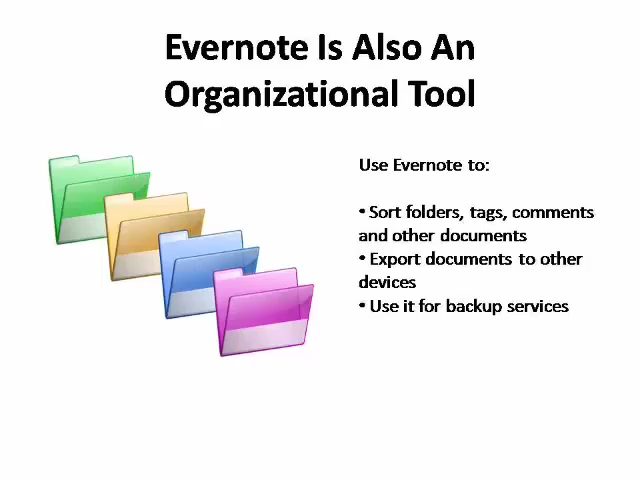 Evernote Is Also An
Organizational Tool
Use Evernote to:
• Sort folders, tags, comments
and other documents
• Export documents to other
devices
• Use it for backup services